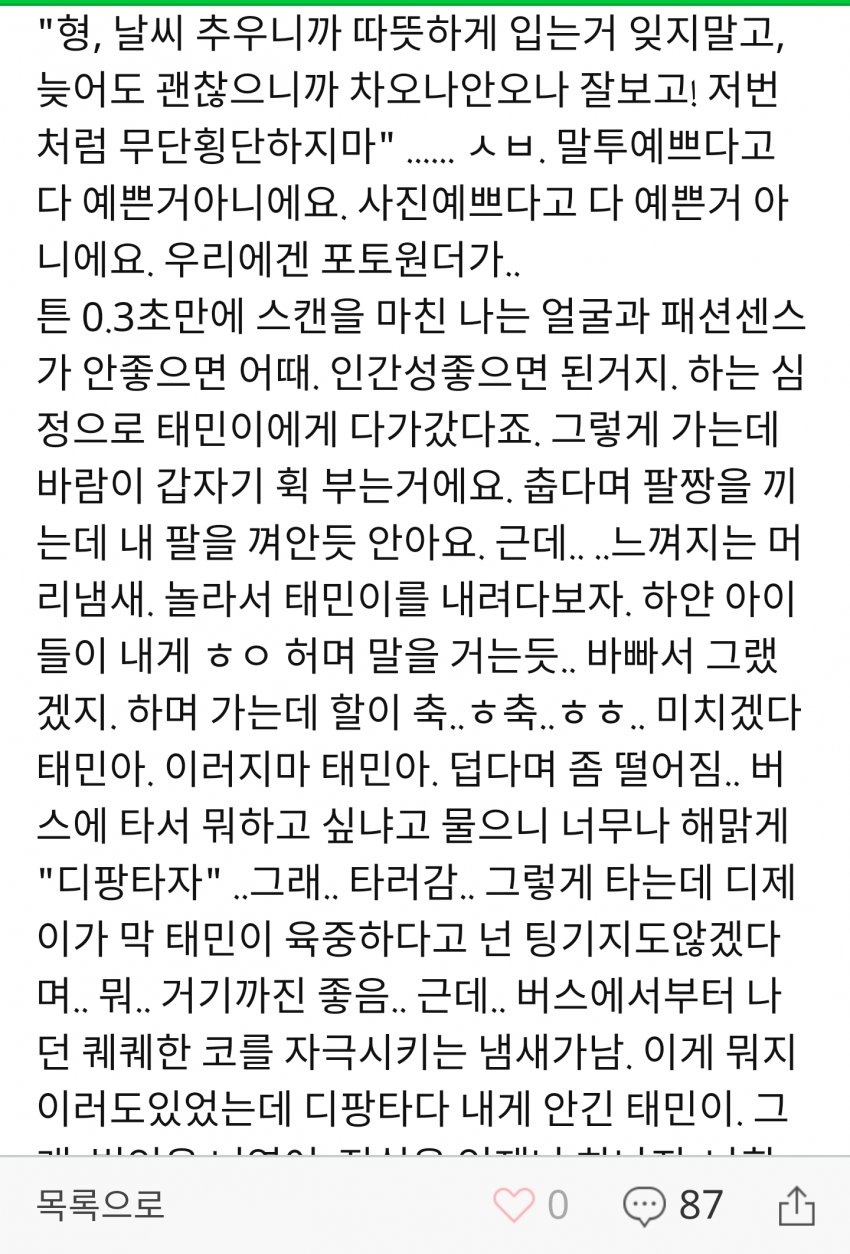 "형, 날씨 추우니까 따뜻하게 입는거 잊지말고,
늦어도 괜찮으니까 차오나안오나 잘보고! 저번
처럼 무단횡단하지마" ...... ㅅㅂ. 말투예쁘다고
다 예쁜거아니에요. 사진예쁘다고 다 예쁜거 아
니에요. 우리에겐 포토원더가..
튼 0.3초만에 스캔을 마친 나는 얼굴과 패션센스
가 안좋으면 어때. 인간성좋으면 된거지. 하는 심
정으로 태민이에게 다가갔다죠. 그렇게 가는데
바람이 갑자기 휙 부는거에요. 춥다며 팔짱을 끼
는데 내 팔을 껴안듯 안아요. 근데.. ..느껴지는 머
리냄새. 놀라서 태민이를 내려다보자. 하얀 아이
들이 내게 ㅎㅇ 허며 말을 거는듯.. 바빠서 그랬
겠지. 하며 가는데 할이 축..ㅎ축..ㅎㅎ.. 미치겠다
태민아. 이러지마 태민아. 덥다며 좀 떨어짐.. 버
스에 타서 뭐하고 싶냐고 물으니 너무나 해맑게
"디팡타자" ..그래.. 타러감.. 그렇게 타는데 디제
이가 막 태민이 육중하다고 넌 팅기지도않겠다
며.. 뭐.. 거기까진 좋음.. 근데.. 버스에서부터 나
던 퀘퀘한 코를 자극시키는 냄새가남. 이게 뭐지
이러도있었는데 디팡타다 내게 안긴 태민이. 그
목록으로 0 87